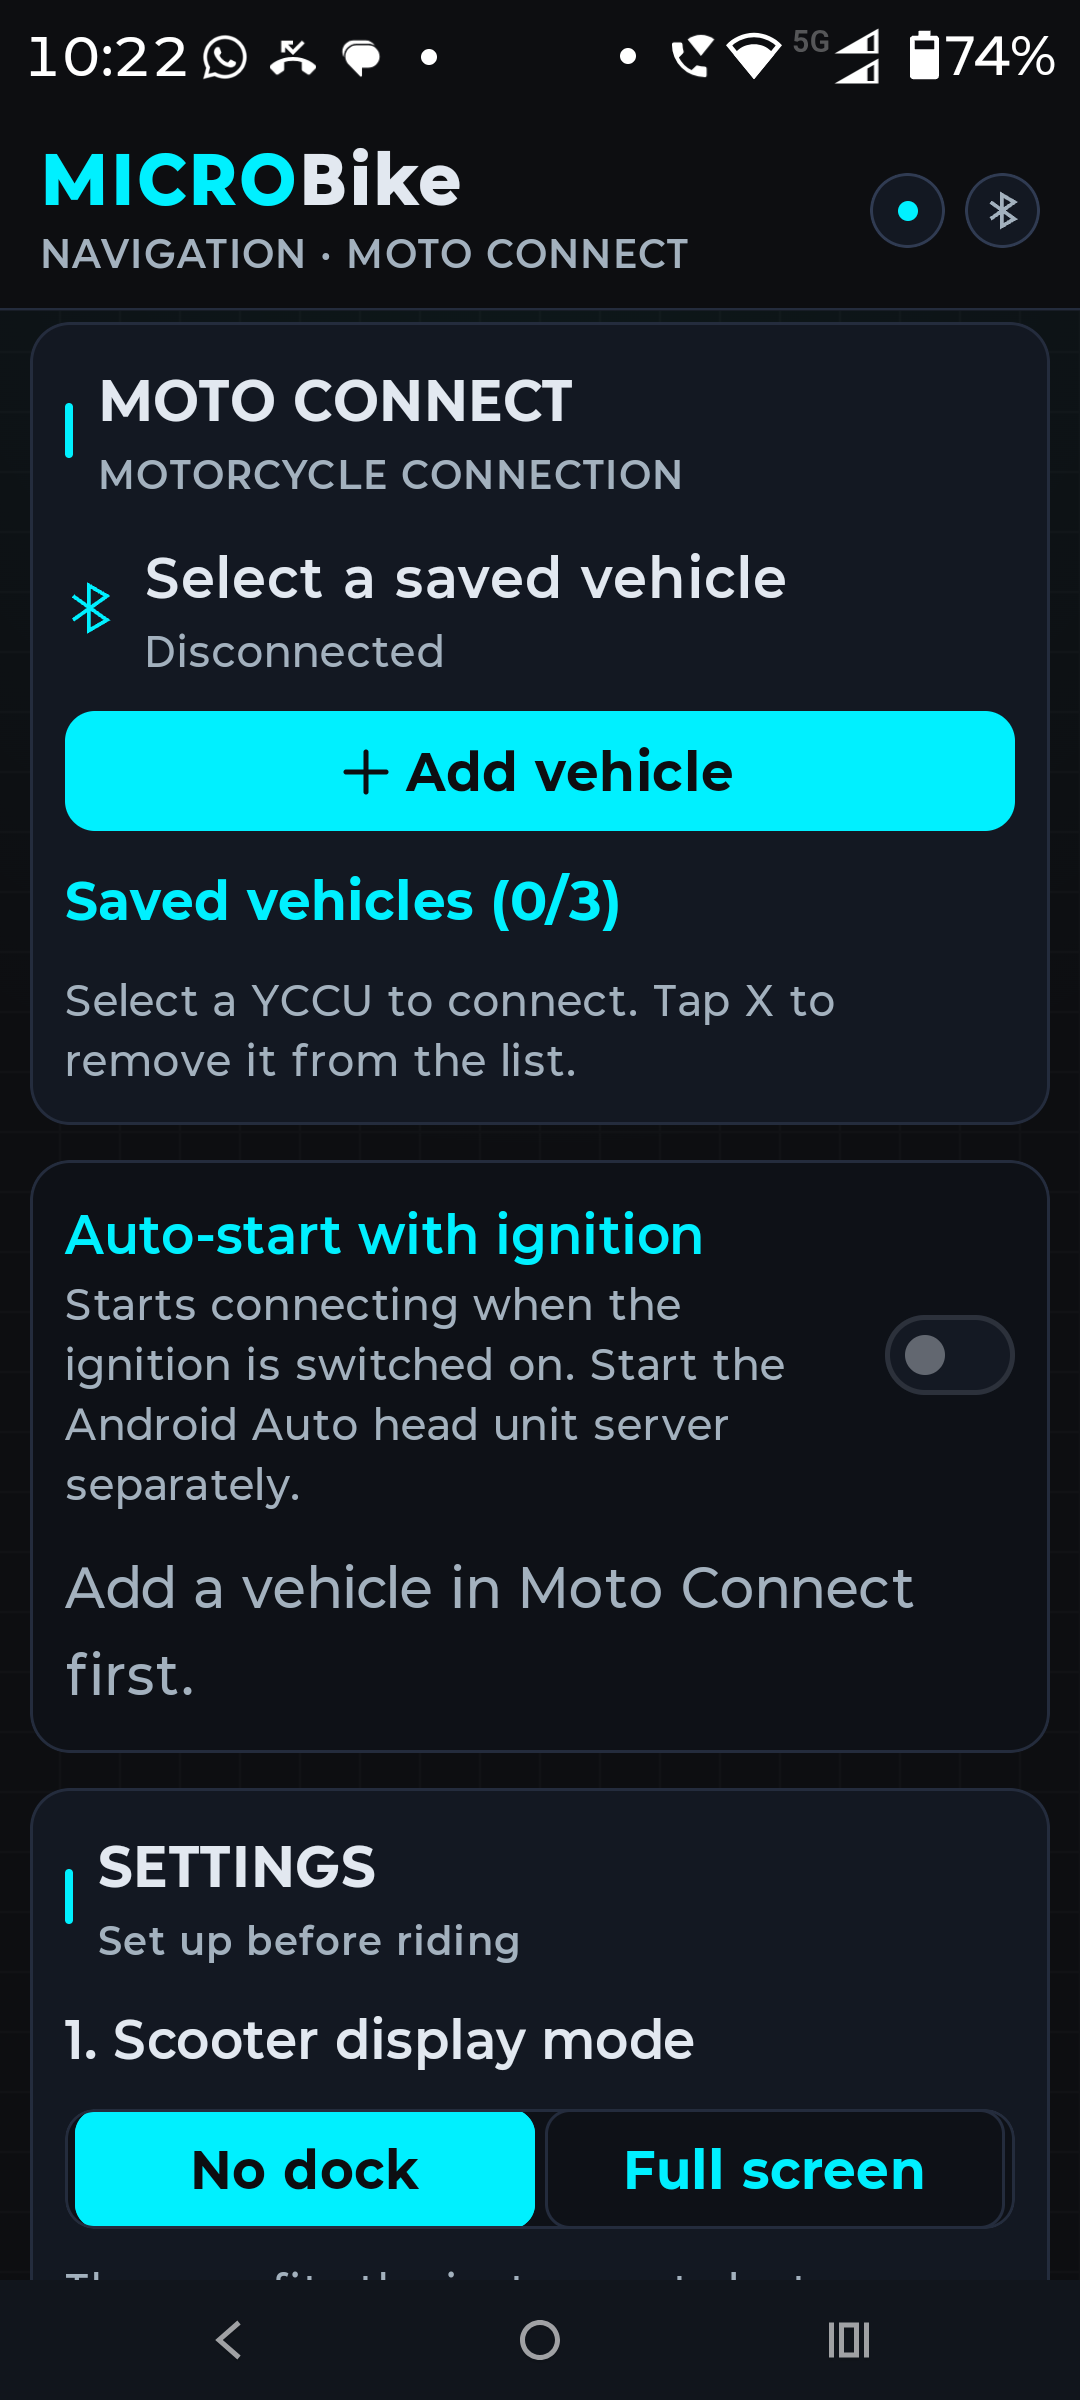 10:22
5G
74%
MICROBike
NAVIGATION · MOTO CONNECT
MOTO CONNECT
MOTORCYCLE CONNECTION
Select a saved vehicle
Disconnected
+ Add vehicle
Saved vehicles (0/3)
Select a YCCU to connect. Tap X to
remove it from the list.
Auto-start with ignition
Starts connecting when the
ignition is switched on. Start the
Android Auto head unit server
separately.
Add a vehicle in Moto Connect
first.
SETTINGS
Set up before riding
1. Scooter display mode
No dock
Full screen